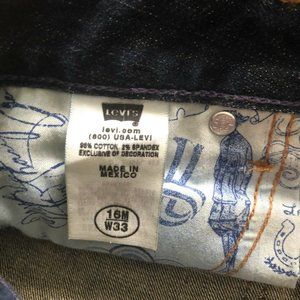 LEVI'S
levi.com
(800) USA-LEVI
98% COTTON, 2% SPANDEX
EXCLUSIVE OF DECORATION
MADE IN
MEXICO
16M
W33